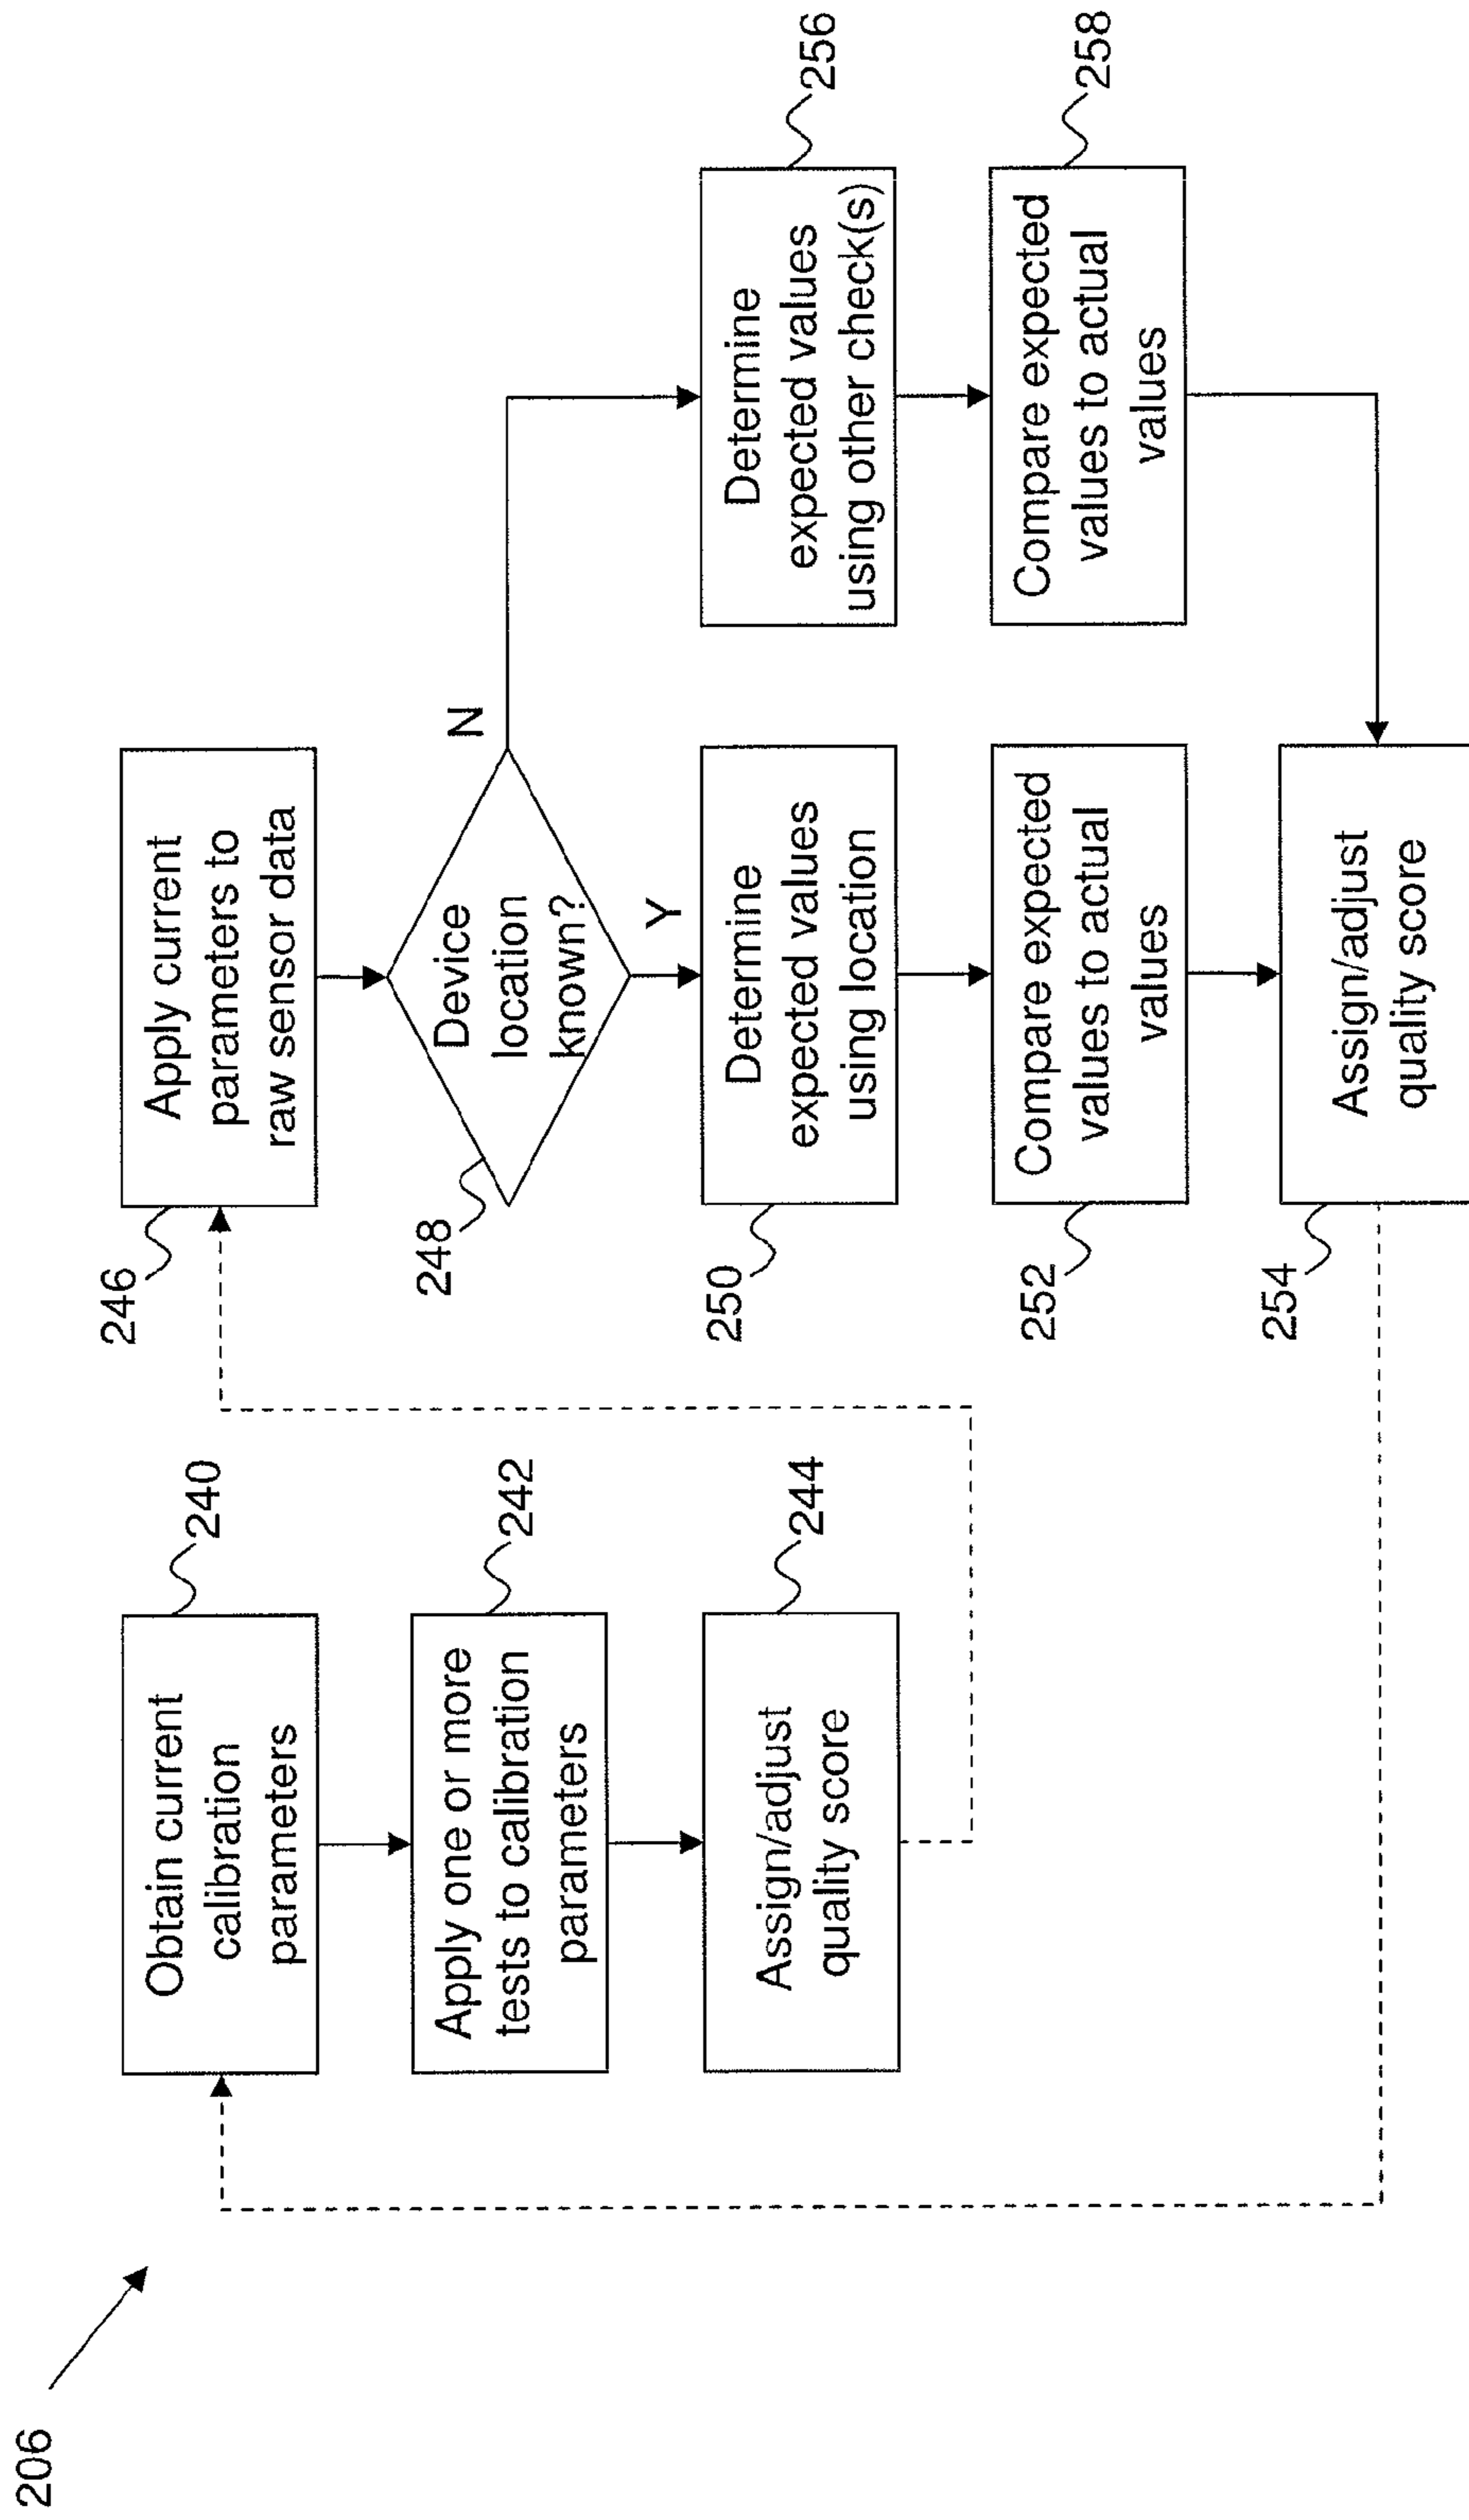 206
240
Obtain current
calibration
parameters
242
Apply one or more
tests to calibration
parameters
244
Assign/adjust
quality score
246
Apply current
parameters to
raw sensor data
248
Device
location
known?
N
Y
250
Determine
expected values
using location
252
Compare expected
values to actual
values
254
Assign/adjust
quality score
256
Determine
expected values
using other check(s)
258
Compare expected
values to actual
values